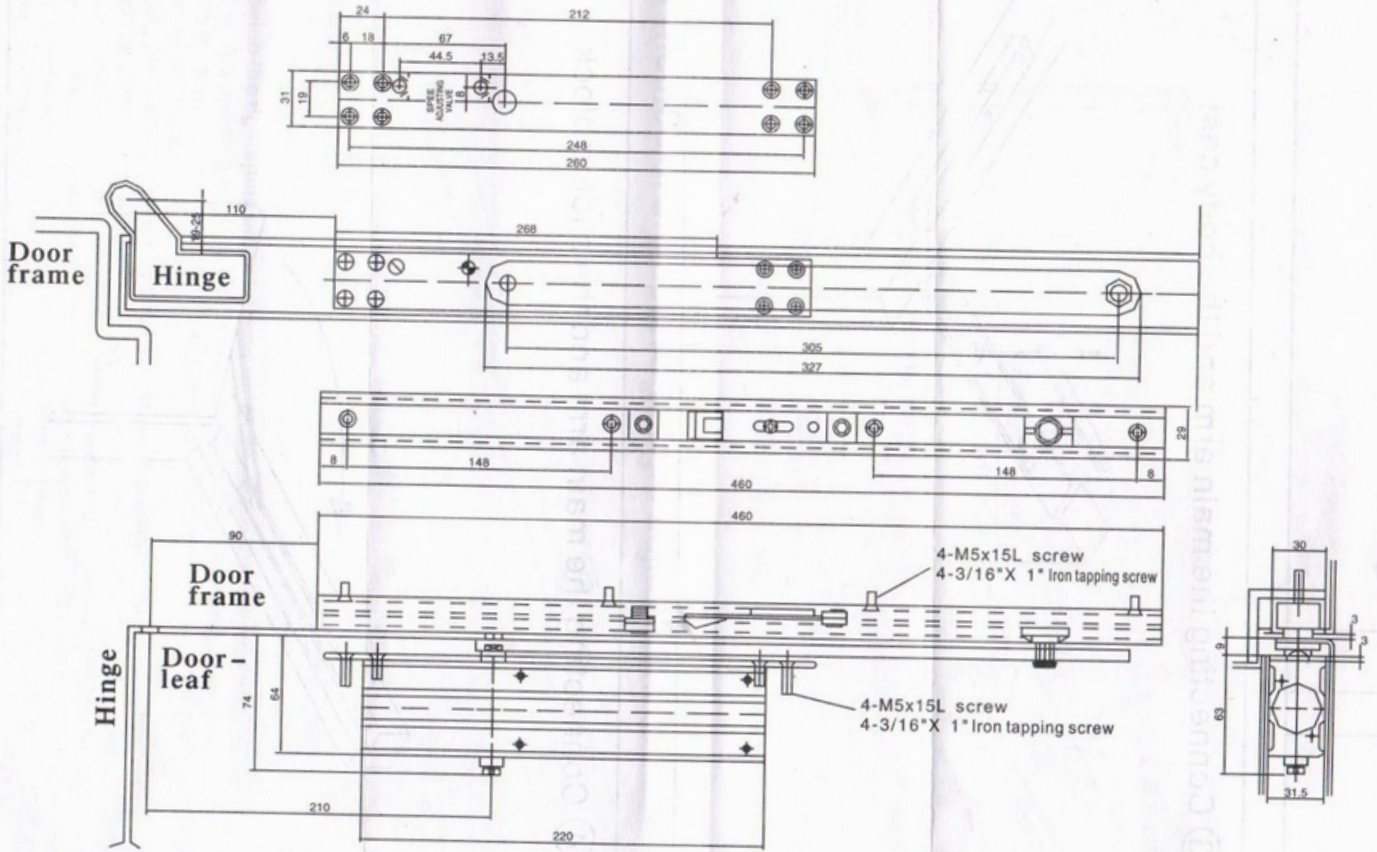 24
212
6
18
67
44.5
13.5
31
19
8
SPEE
ADJUSTING
VALVE
248
260
110
19-25
268
Door
frame
Hinge
305
327
29
8
148
148
8
460
460
90
Door
frame
4-M5x15L screw
4-3/16"X 1" Iron tapping screw
30
3
3
9
63
31.5
Hinge
Door-
leaf
74
64
4-M5x15L screw
4-3/16"X 1" Iron tapping screw
210
220